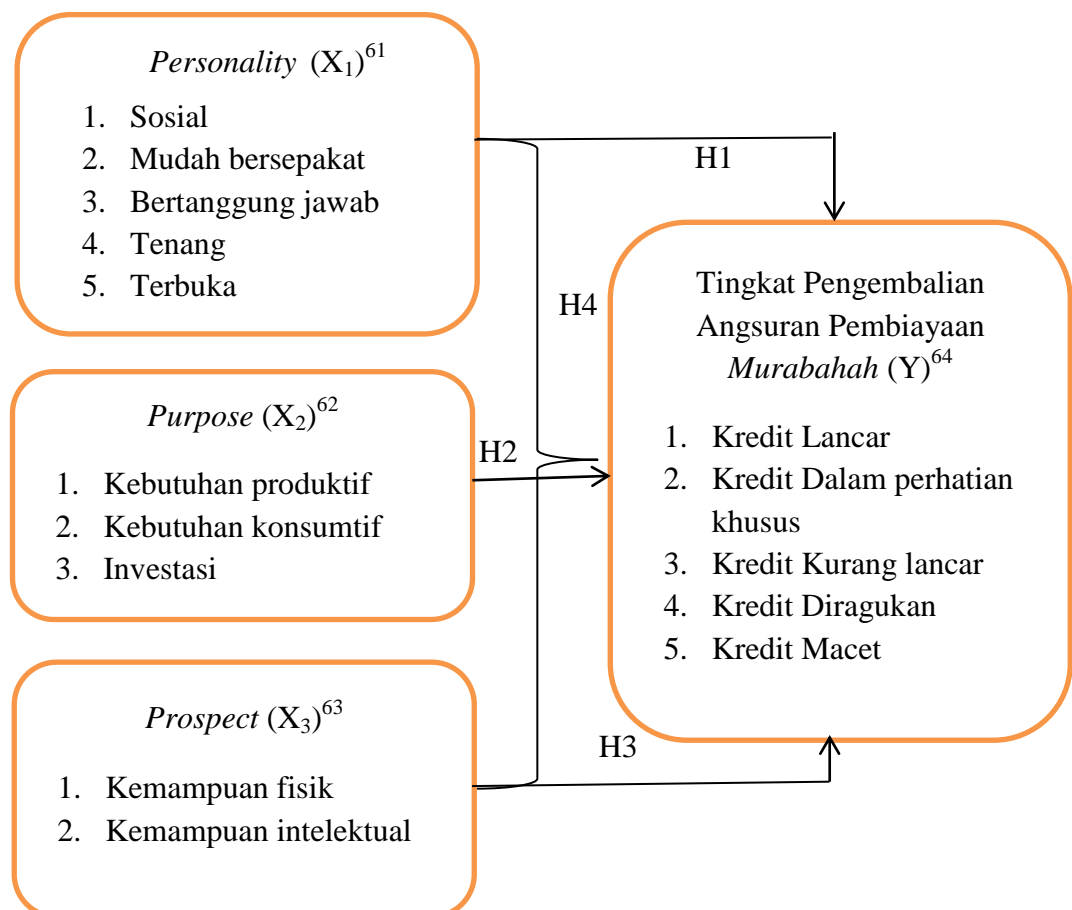 Personality (X₁)⁶¹
1. Sosial
2. Mudah bersepakat
3. Bertanggung jawab
4. Tenang
5. Terbuka
H1
H4
Purpose (X₂)⁶²
1. Kebutuhan produktif
2. Kebutuhan konsumtif
3. Investasi
H2
Prospect (X₃)⁶³
1. Kemampuan fisik
2. Kemampuan intelektual
H3
Tingkat Pengembalian
Angsuran Pembiayaan
Murabahah (Y)⁶⁴
1. Kredit Lancar
2. Kredit Dalam perhatian
khusus
3. Kredit Kurang lancar
4. Kredit Diragukan
5. Kredit Macet